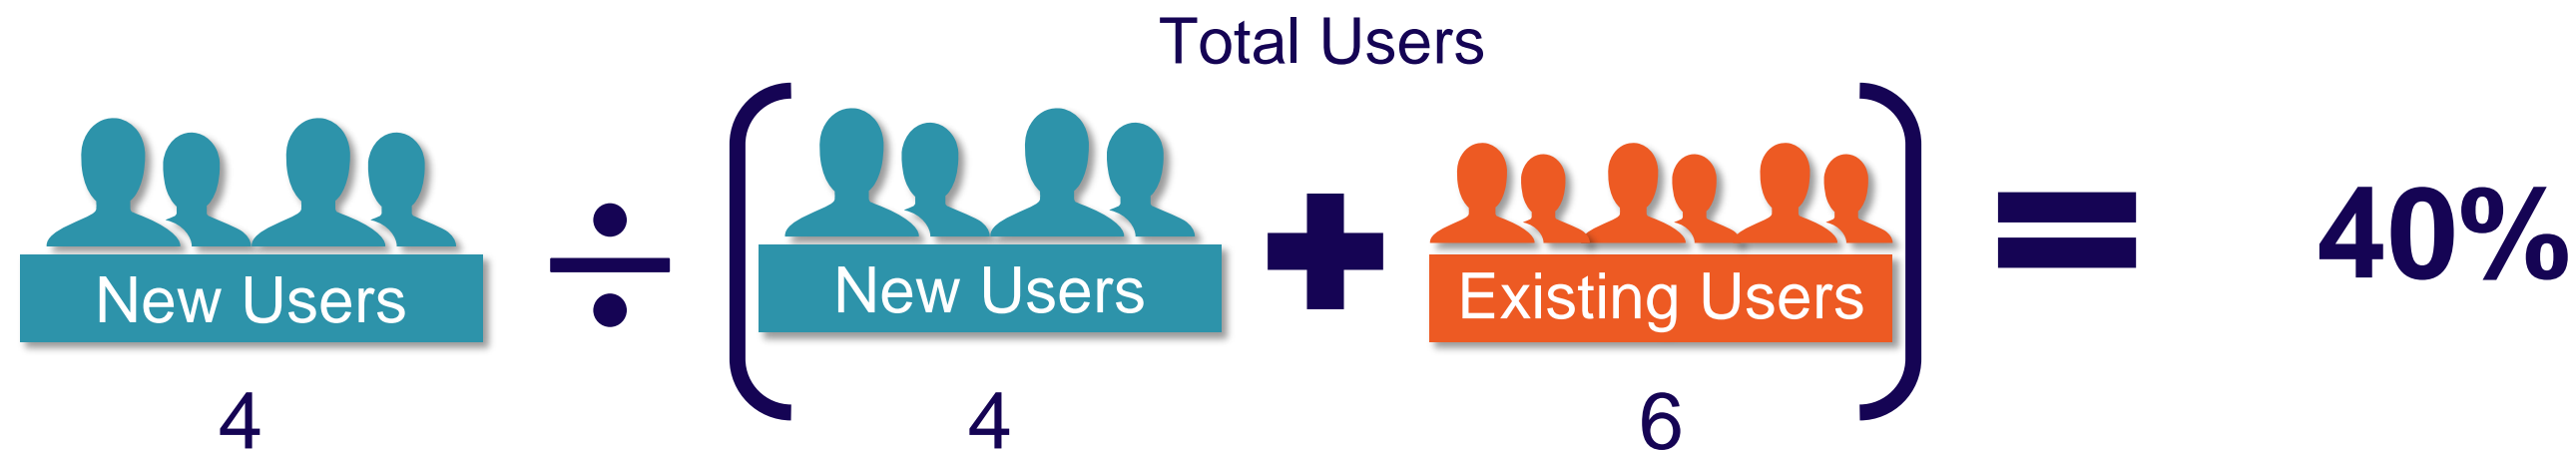 Total Users
New Users ÷ ( New Users + Existing Users ) = 40%
4 4 6